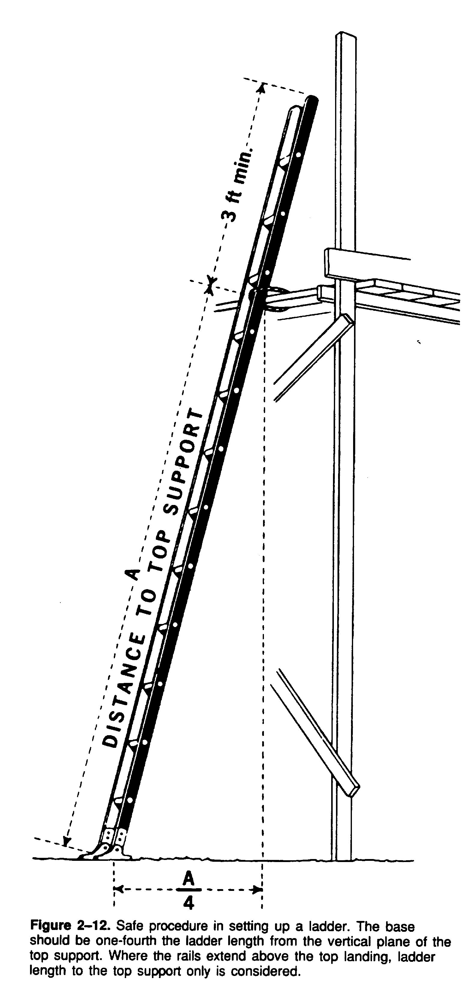 3 ft min.
A
DISTANCE TO TOP SUPPORT
A
4
Figure 2–12. Safe procedure in setting up a ladder. The base
should be one-fourth the ladder length from the vertical plane of the
top support. Where the rails extend above the top landing, ladder
length to the top support only is considered.